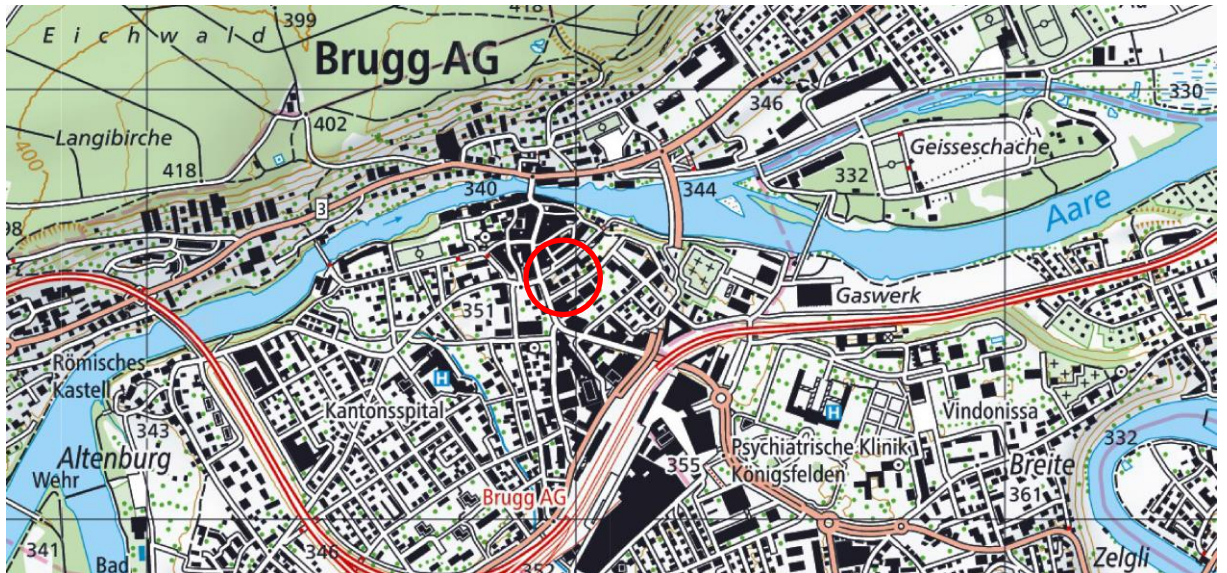 399
418
Eichwald
Brugg AG
346
330
402
Langibirche
Geisseschache
400
418
332
340
344
3
Aare
98
351
Gaswerk
Römisches
Kastell
H
H
343
Kantonsspital
Vindonissa
332
Altenburg
Psychiatrische Klinik
Königsfelden
355
Breite
Wehr
Brugg AG
361
341
346
Bad
352
Zelgli